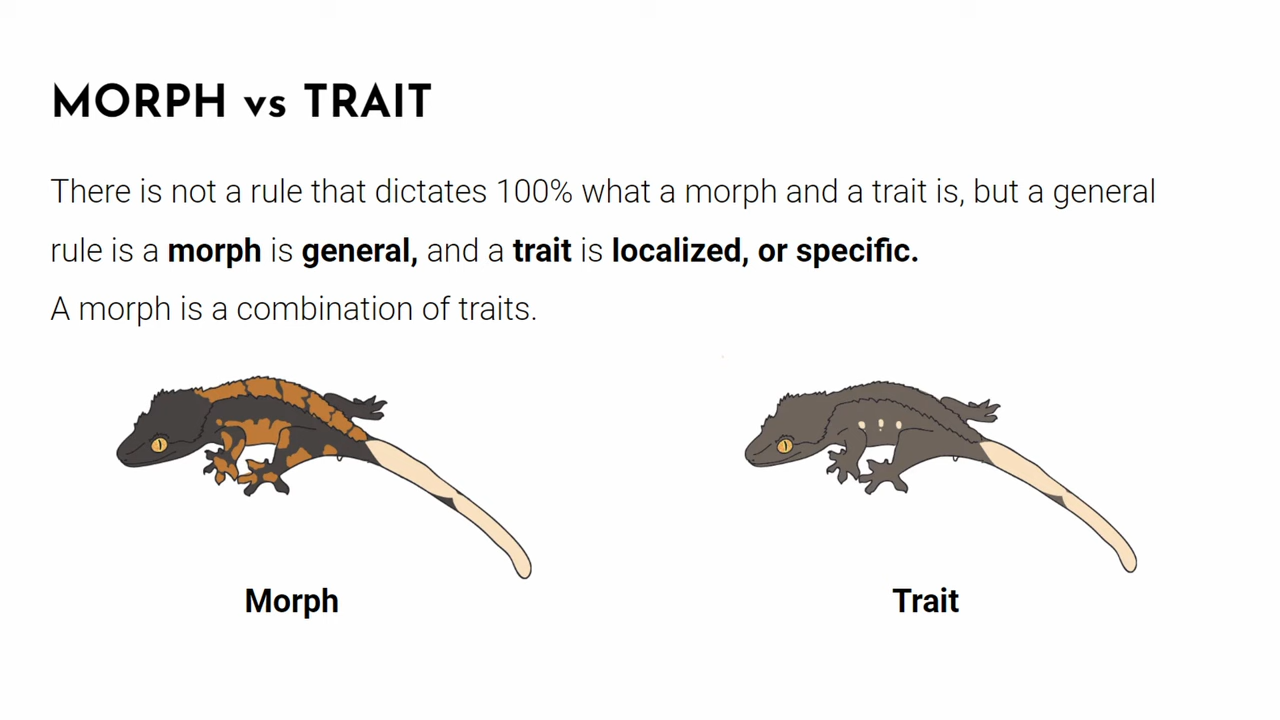 MORPH vs TRAIT
There is not a rule that dictates 100% what a morph and a trait is, but a general
rule is a morph is general, and a trait is localized, or specific.
A morph is a combination of traits.
Morph
Trait